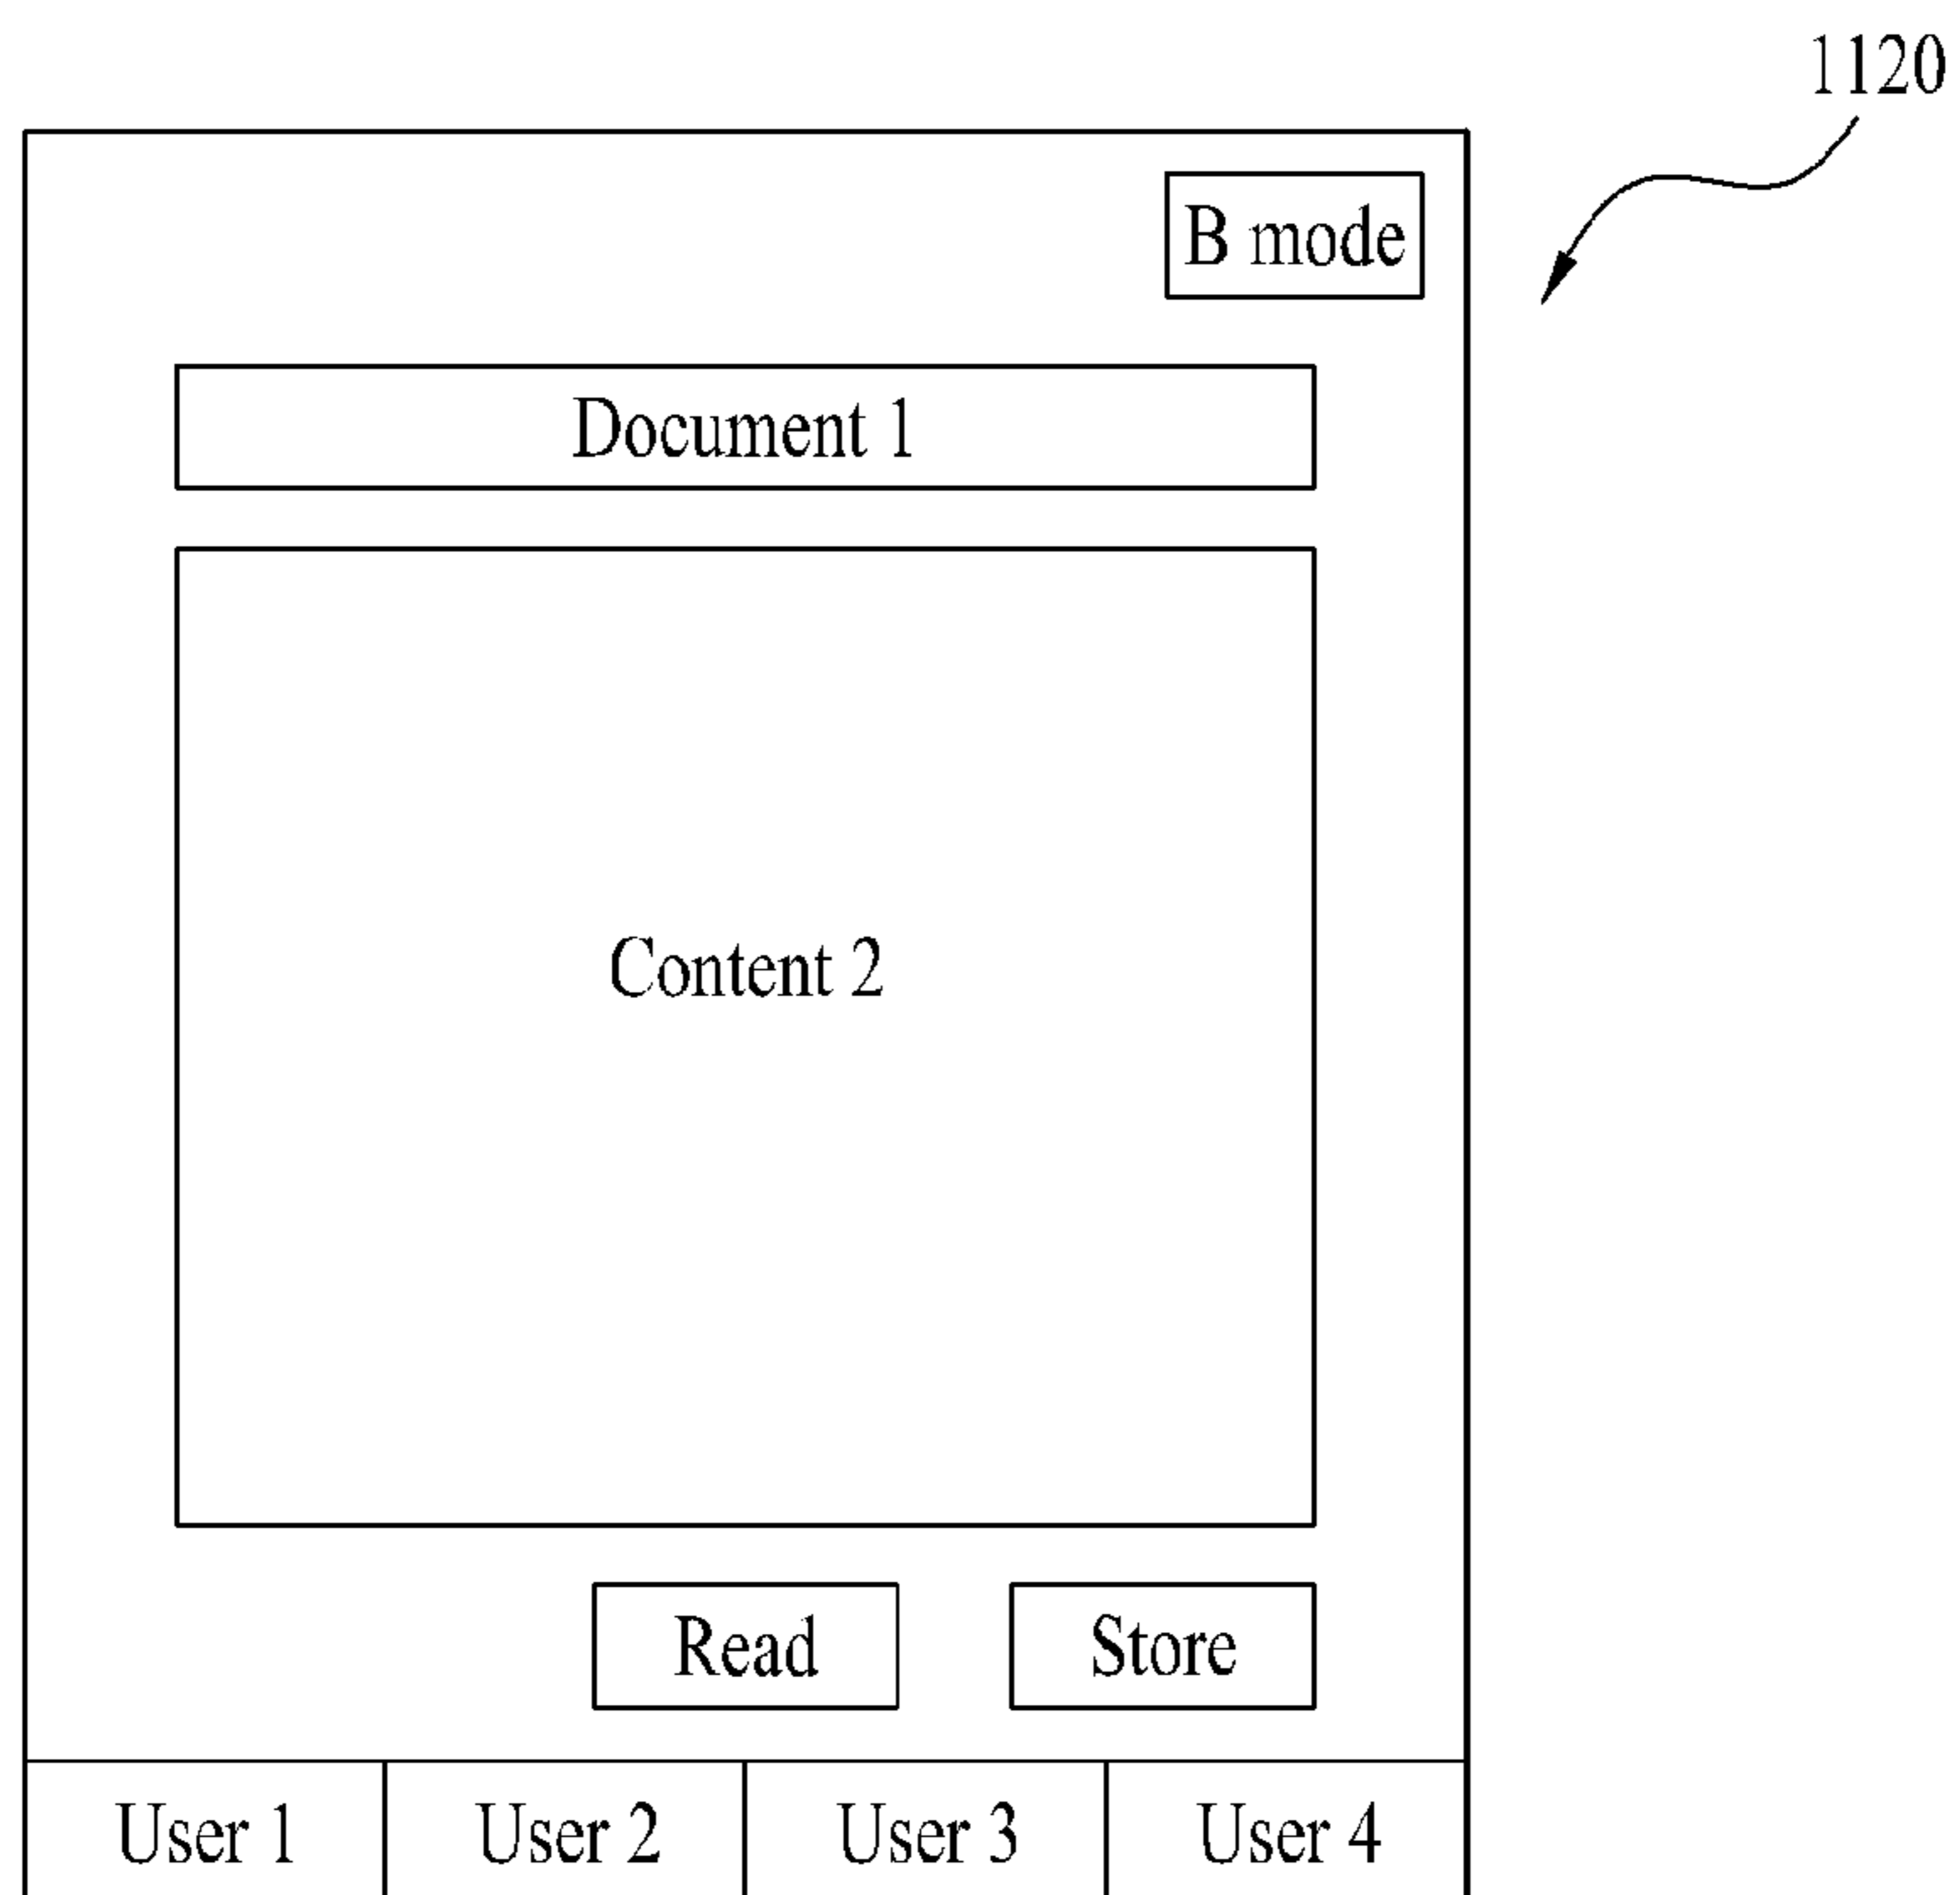 1120
B mode
Document 1
Content 2
Read Store
User 1 User 2 User 3 User 4